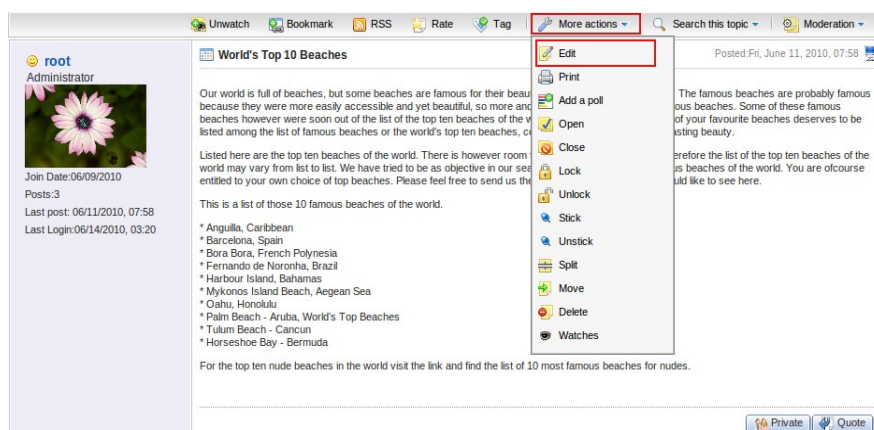 Unwatch Bookmark RSS Rate Tag More actions Search this topic Moderation
root
Administrator
Join Date:06/09/2010
Posts:3
Last post: 06/11/2010, 07:58
Last Login:06/14/2010, 03:20
World's Top 10 Beaches
Posted:Fri, June 11, 2010, 07:58
Our world is full of beaches, but some beaches are famous for their beau The famous beaches are probably famous
because they were more easily accessible and yet beautiful, so more and ous beaches. Some of these famous
beaches however were soon out of the list of the top ten beaches of the w of your favourite beaches deserves to be
listed among the list of famous beaches or the world's top ten beaches, c asting beauty.
Listed here are the top ten beaches of the world. There is however room erefore the list of the top ten beaches of the
world may vary from list to list. We have tried to be as objective in our sea us beaches of the world. You are ofcourse
entitled to your own choice of top beaches. Please feel free to send us the uld like to see here.
This is a list of those 10 famous beaches of the world.
* Anguilla, Caribbean
* Barcelona, Spain
* Bora Bora, French Polynesia
* Fernando de Noronha, Brazil
* Harbour Island, Bahamas
* Mykonos Island Beach, Aegean Sea
* Oahu, Honolulu
* Palm Beach - Aruba, World's Top Beaches
* Tulum Beach - Cancun
* Horseshoe Bay - Bermuda
For the top ten nude beaches in the world visit the link and find the list of 10 most famous beaches for nudes.
Edit
Print
Add a poll
Open
Close
Lock
Unlock
Stick
Unstick
Split
Move
Delete
Watches
Private Quote